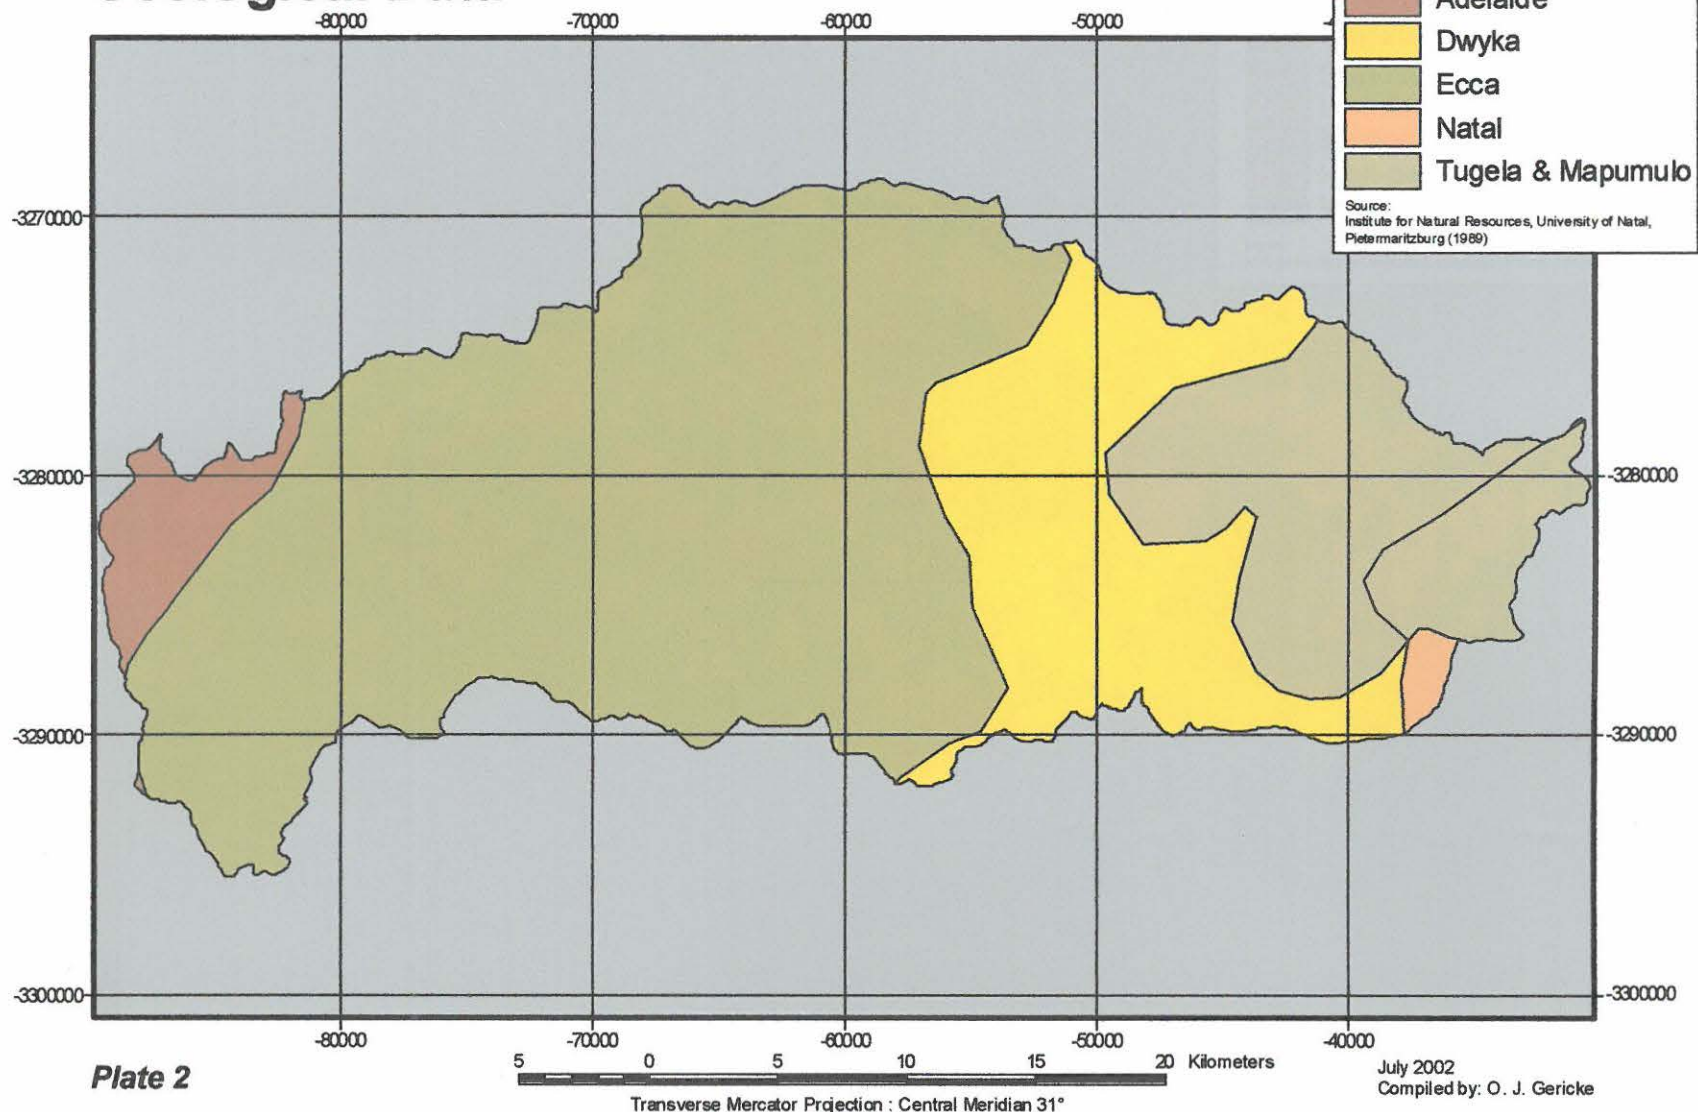 Adelaide
-80000 -70000 -60000 -50000
Dwyka
Ecca
Natal
Tugela & Mapumulo
Source:
Institute for Natural Resources, University of Natal,
Pietermaritzburg (1989)
-3270000
-3280000 -3280000
-3290000 -3290000
-3300000 -3300000
-80000 -70000 -60000 -50000 -40000
5 0 5 10 15 20 Kilometers
Plate 2
July 2002
Compiled by: O. J. Gericke
Transverse Mercator Projection : Central Meridian 31°